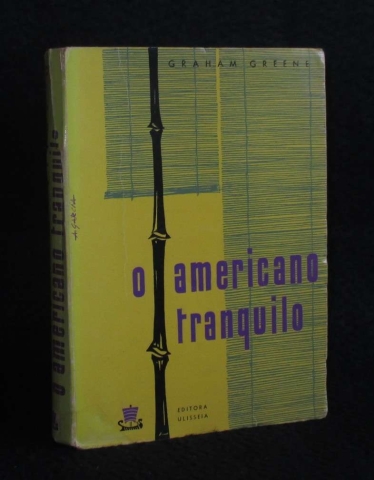 GRAHAM GREENE
o americano
tranquilo
EDITORA
ULISSEIA
o americano tranquilo